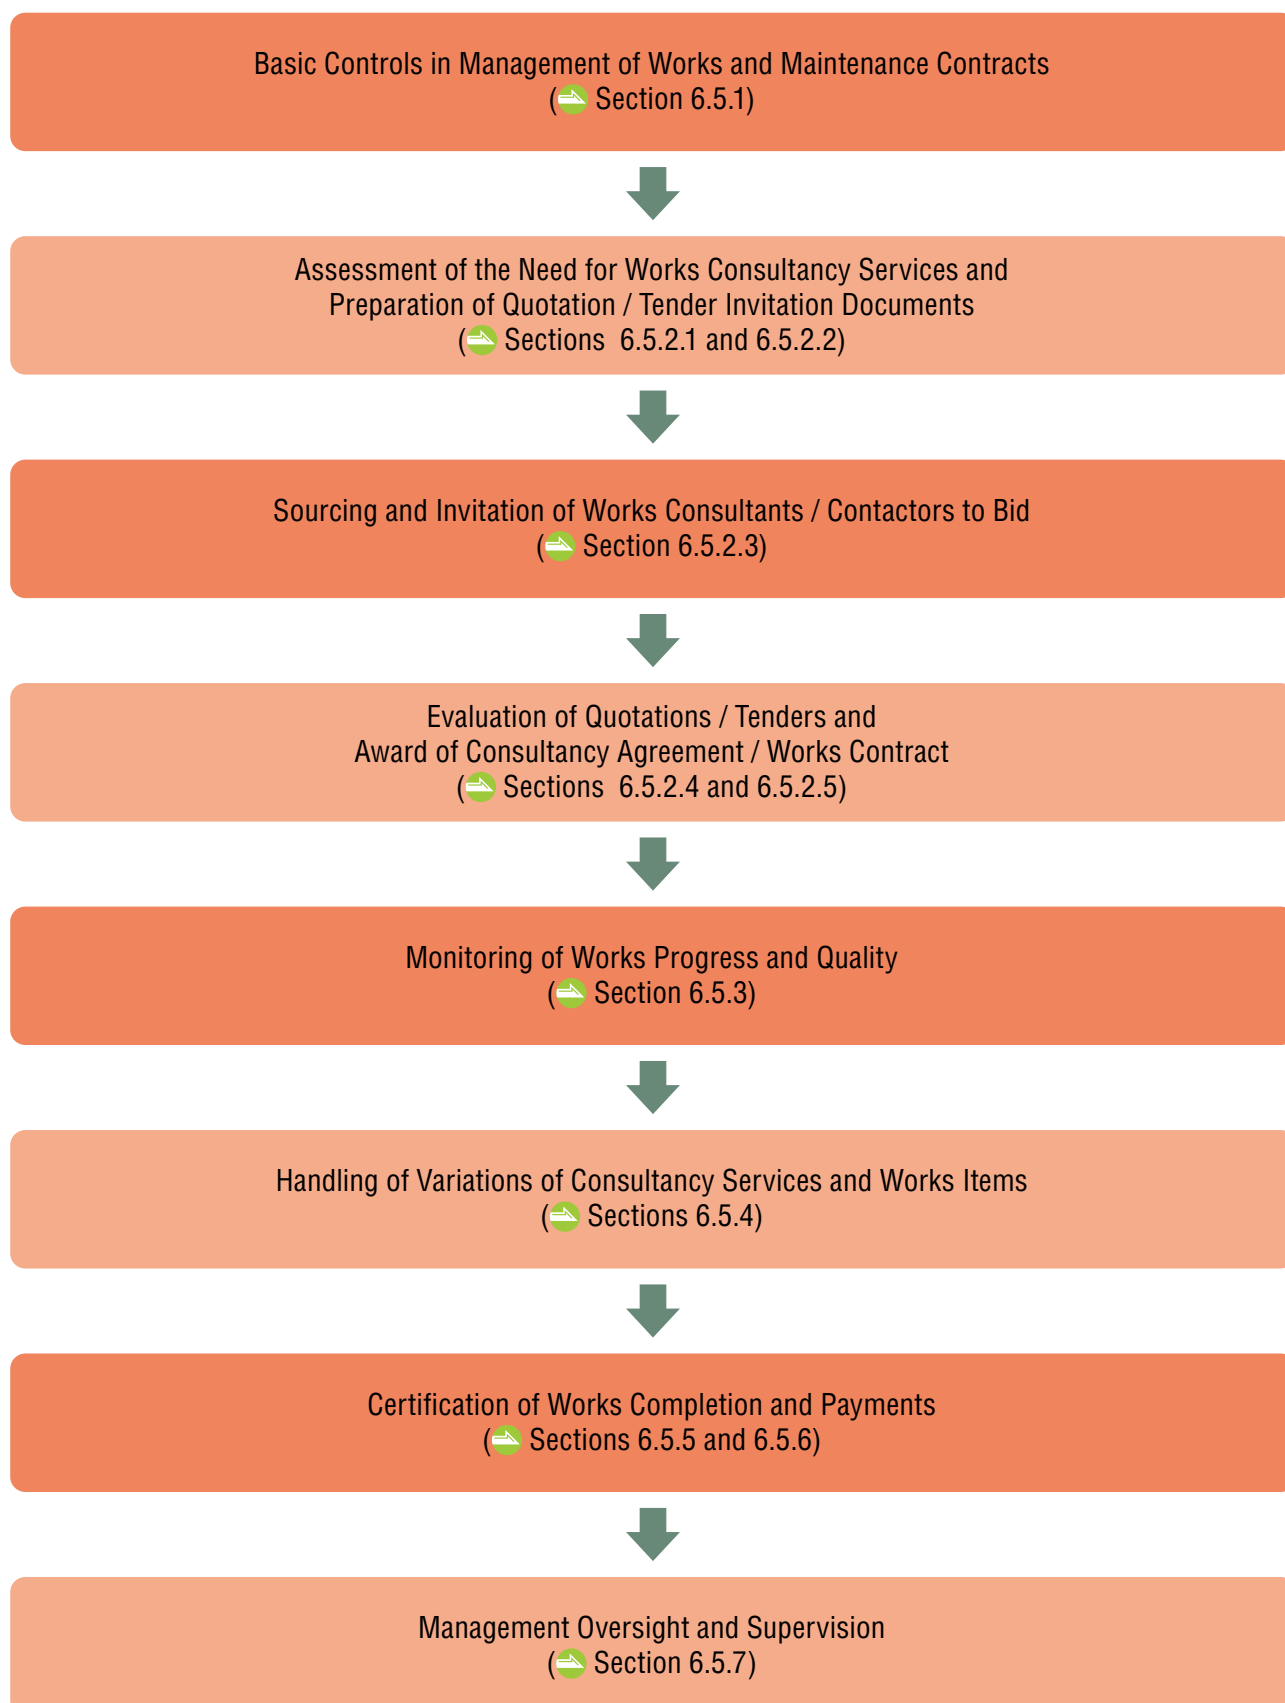 Basic Controls in Management of Works and Maintenance Contracts
( Section 6.5.1)
Assessment of the Need for Works Consultancy Services and
Preparation of Quotation / Tender Invitation Documents
( Sections 6.5.2.1 and 6.5.2.2)
Sourcing and Invitation of Works Consultants / Contactors to Bid
( Section 6.5.2.3)
Evaluation of Quotations / Tenders and
Award of Consultancy Agreement / Works Contract
( Sections 6.5.2.4 and 6.5.2.5)
Monitoring of Works Progress and Quality
( Section 6.5.3)
Handling of Variations of Consultancy Services and Works Items
( Sections 6.5.4)
Certification of Works Completion and Payments
( Sections 6.5.5 and 6.5.6)
Management Oversight and Supervision
( Section 6.5.7)